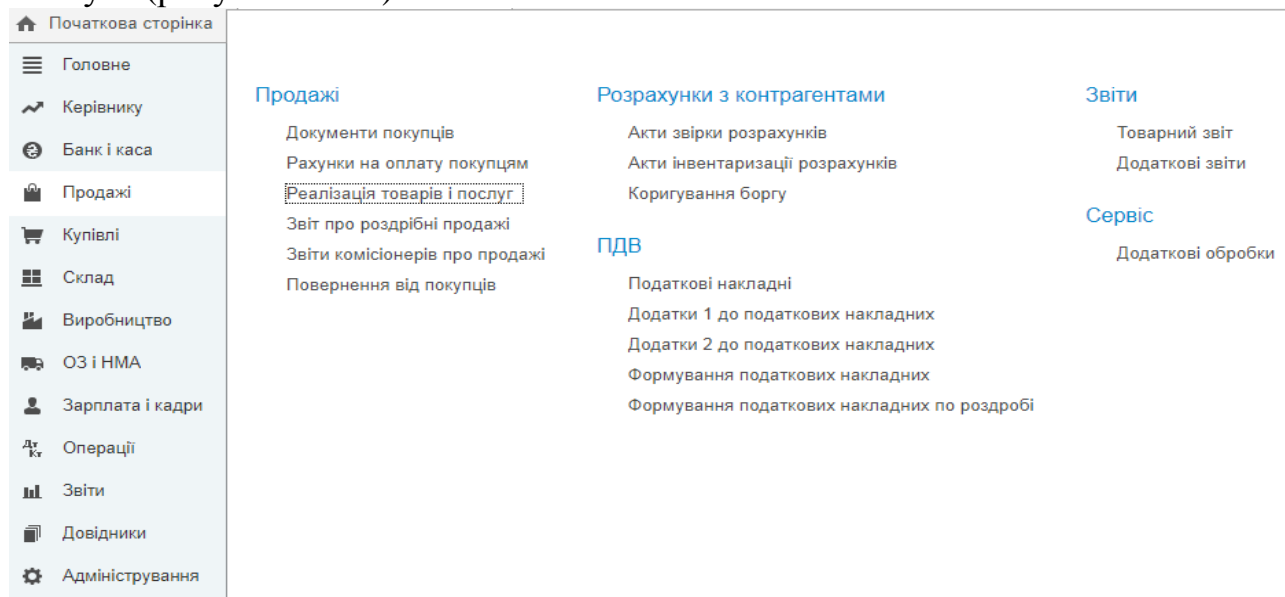 Початкова сторінка
Головне
Керівнику
Банк і каса
Продажі
Купівлі
Склад
Виробництво
ОЗ і НМА
Зарплата і кадри
Дт Кт Операції
Звіти
Довідники
Адміністрування
Продажі
Документи покупців
Рахунки на оплату покупцям
Реалізація товарів і послуг
Звіт про роздрібні продажі
Звіти комісіонерів про продажі
Повернення від покупців
Розрахунки з контрагентами
Акти звірки розрахунків
Акти інвентаризації розрахунків
Коригування боргу
ПДВ
Податкові накладні
Додатки 1 до податкових накладних
Додатки 2 до податкових накладних
Формування податкових накладних
Формування податкових накладних по роздробі
Звіти
Товарний звіт
Додаткові звіти
Сервіс
Додаткові обробки